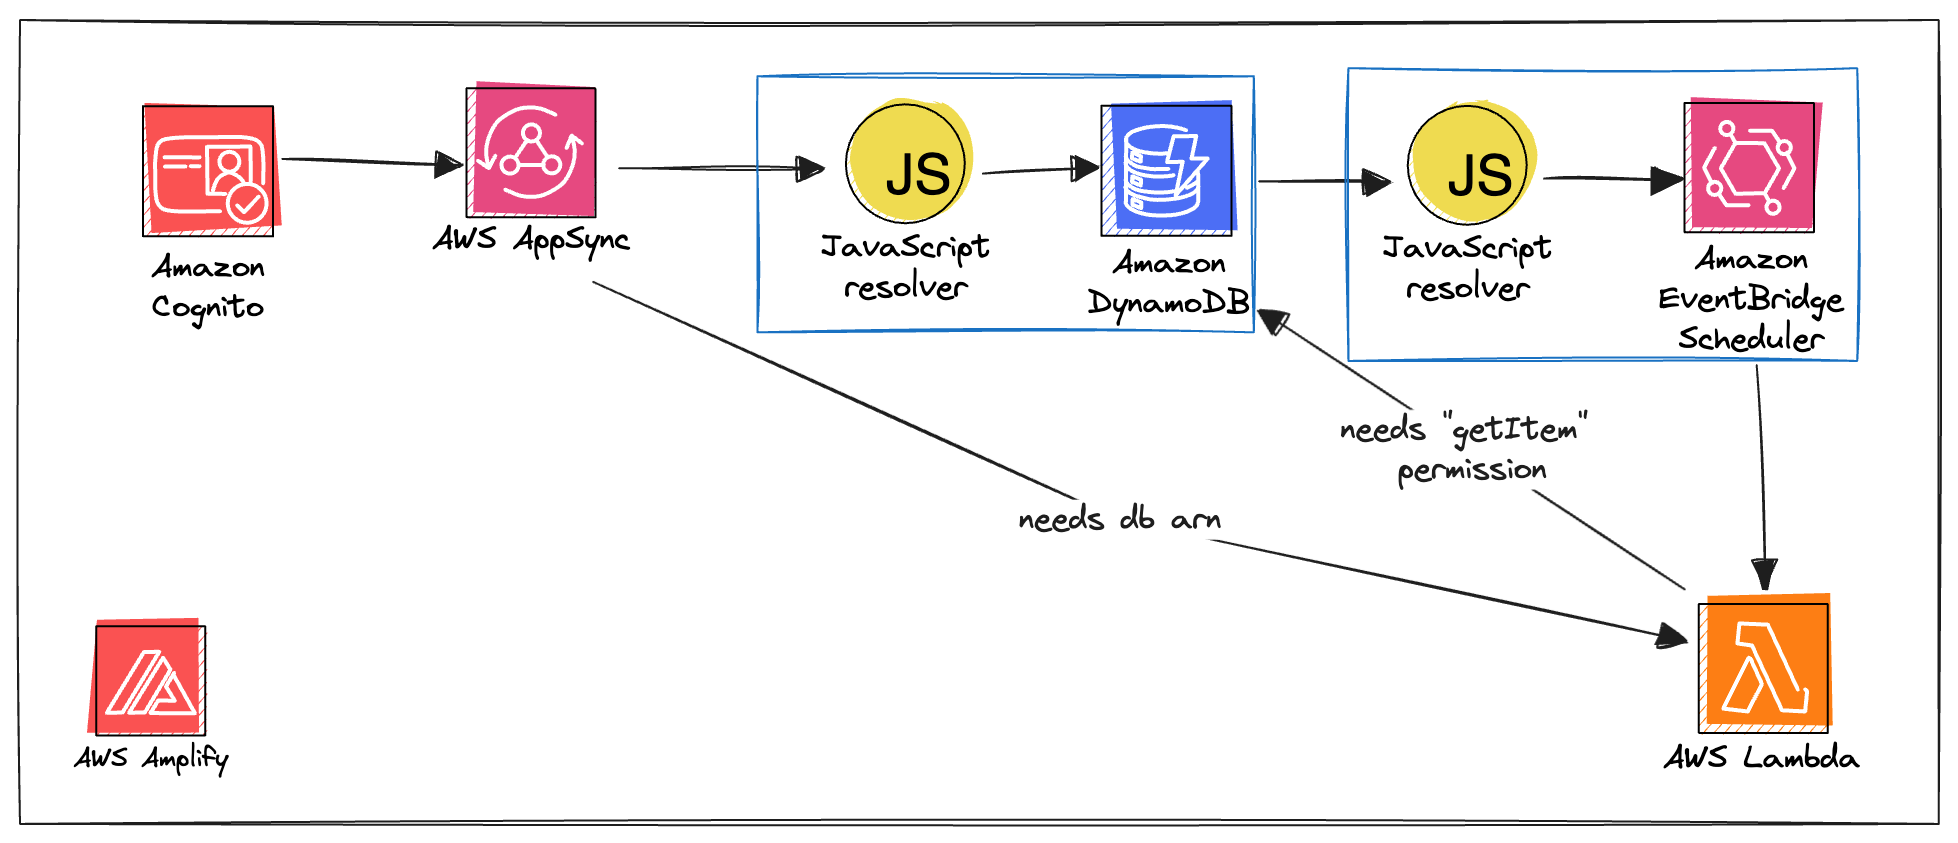 Amazon
Cognito
AWS AppSync
JS
JavaScript
resolver
Amazon
DynamoDB
JS
JavaScript
resolver
Amazon
EventBridge
Scheduler
needs "getItem"
permission
needs db arn
AWS Amplify
AWS Lambda